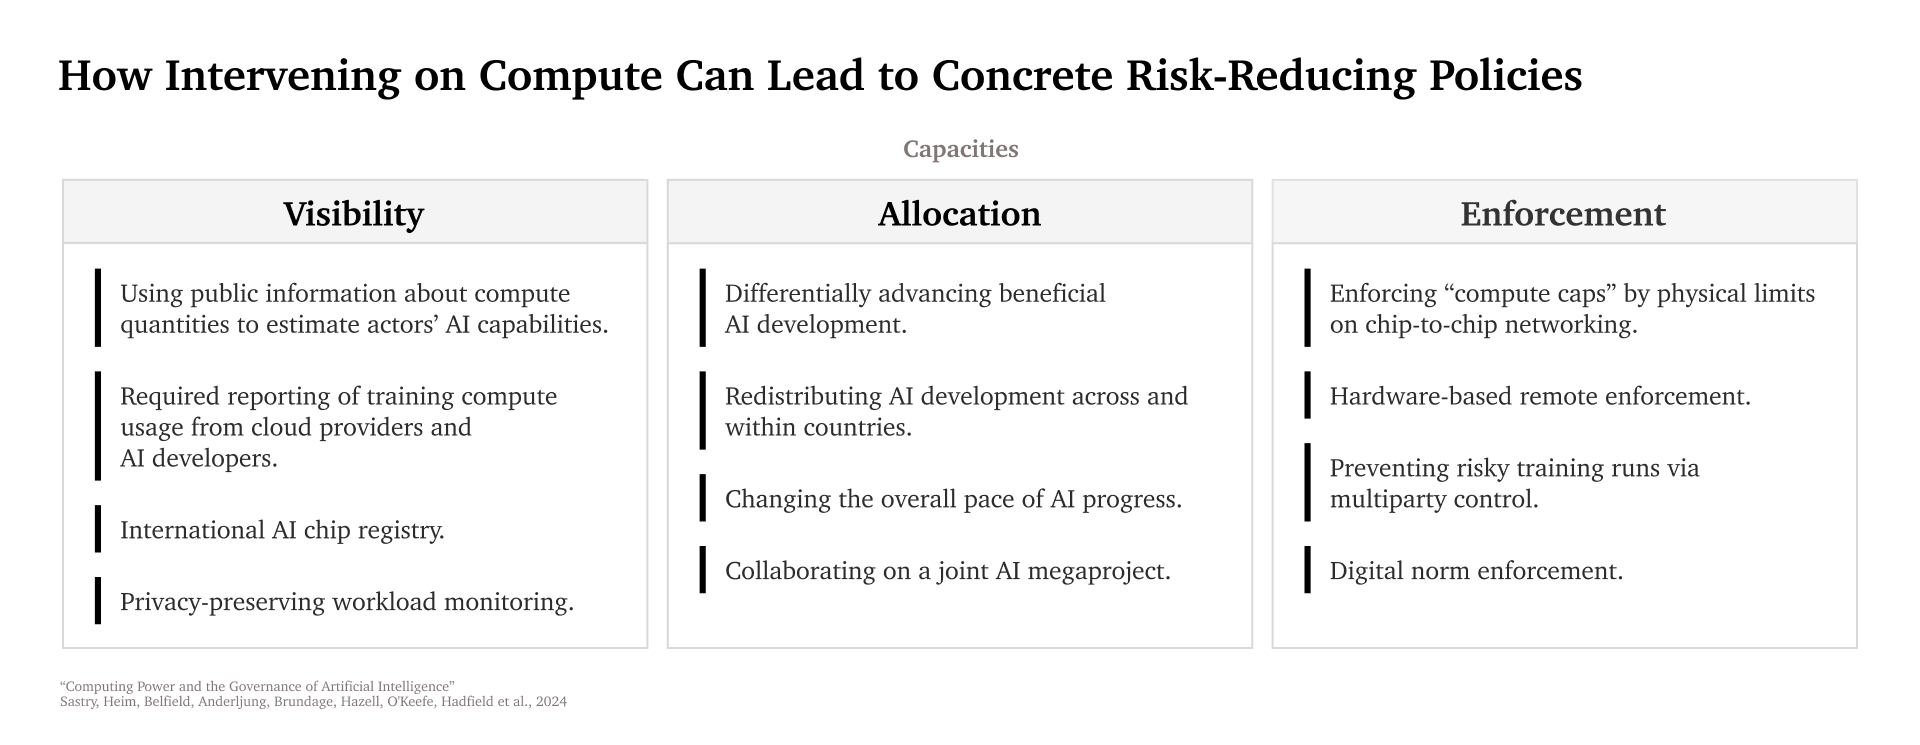 How Intervening on Compute Can Lead to Concrete Risk-Reducing Policies
Capacities
Visibility
Using public information about compute
quantities to estimate actors’ AI capabilities.
Required reporting of training compute
usage from cloud providers and
AI developers.
International AI chip registry.
Privacy-preserving workload monitoring.
Allocation
Differentially advancing beneficial
AI development.
Redistributing AI development across and
within countries.
Changing the overall pace of AI progress.
Collaborating on a joint AI megaproject.
Enforcement
Enforcing “compute caps” by physical limits
on chip-to-chip networking.
Hardware-based remote enforcement.
Preventing risky training runs via
multiparty control.
Digital norm enforcement.
“Computing Power and the Governance of Artificial Intelligence”
Sastry, Heim, Belfield, Anderljung, Brundage, Hazell, O'Keefe, Hadfield et al., 2024